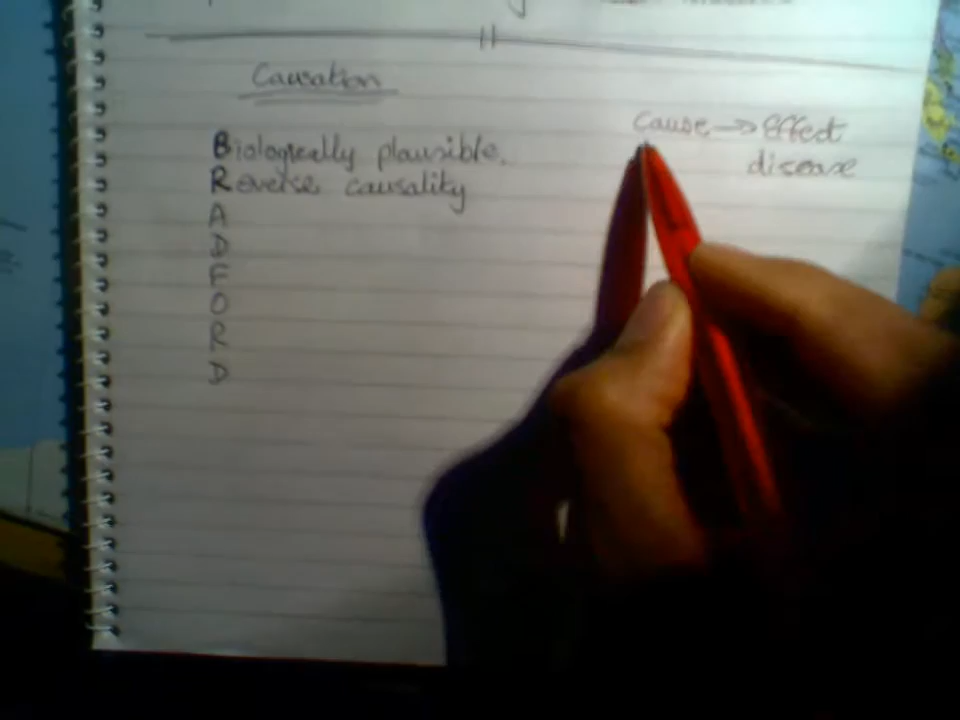 Causation
Cause → Effect
disease
Biologically plausible.
Reverse causality
A
D
F
O
R
D